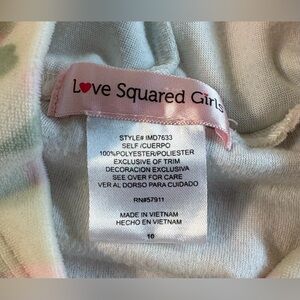 Love Squared Girls
STYLE# IMD7633
SELF /CUERPO
100%POLYESTER/POLIESTER
EXCLUSIVE OF TRIM
DECORACION EXCLUSIVA
SEE OVER FOR CARE
VER AL DORSO PARA CUIDADO
RN#57911
MADE IN VIETNAM
HECHO EN VIETNAM
16